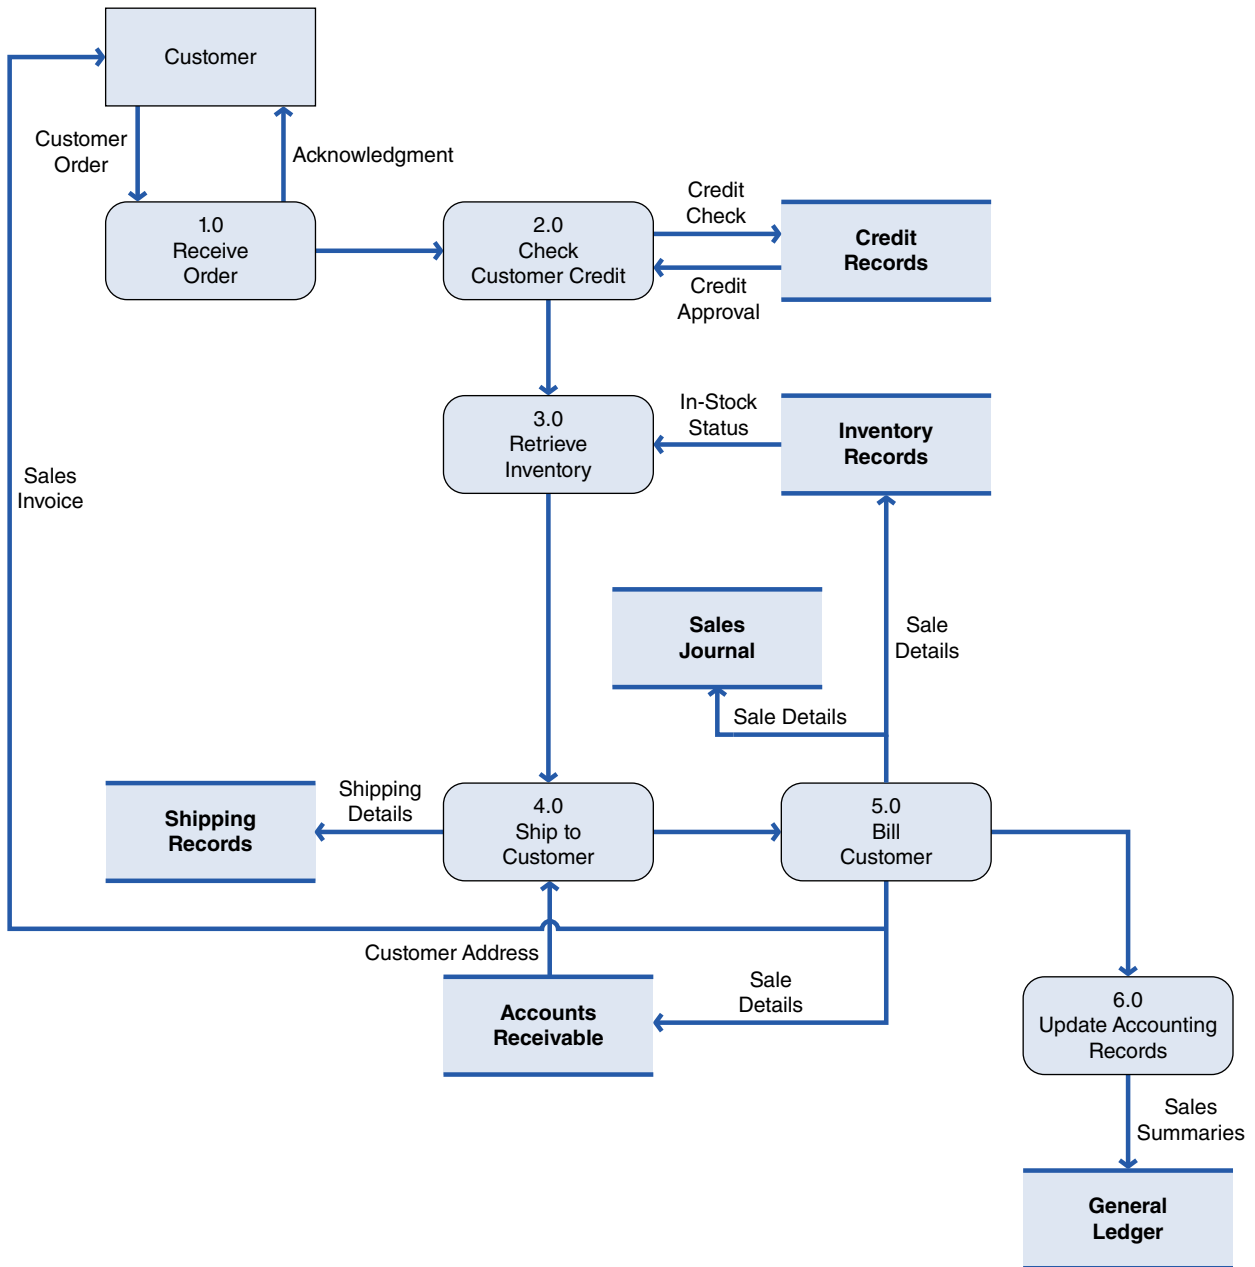 Customer
Customer
Order
Acknowledgment
1.0
Receive
Order
2.0
Check
Customer Credit
Credit
Check
Credit
Approval
Credit
Records
3.0
Retrieve
Inventory
In-Stock
Status
Inventory
Records
Sales
Invoice
Sales
Journal
Sale
Details
Sale Details
Shipping
Records
Shipping
Details
4.0
Ship to
Customer
5.0
Bill
Customer
Customer Address
Accounts
Receivable
Sale
Details
6.0
Update Accounting
Records
Sales
Summaries
General
Ledger